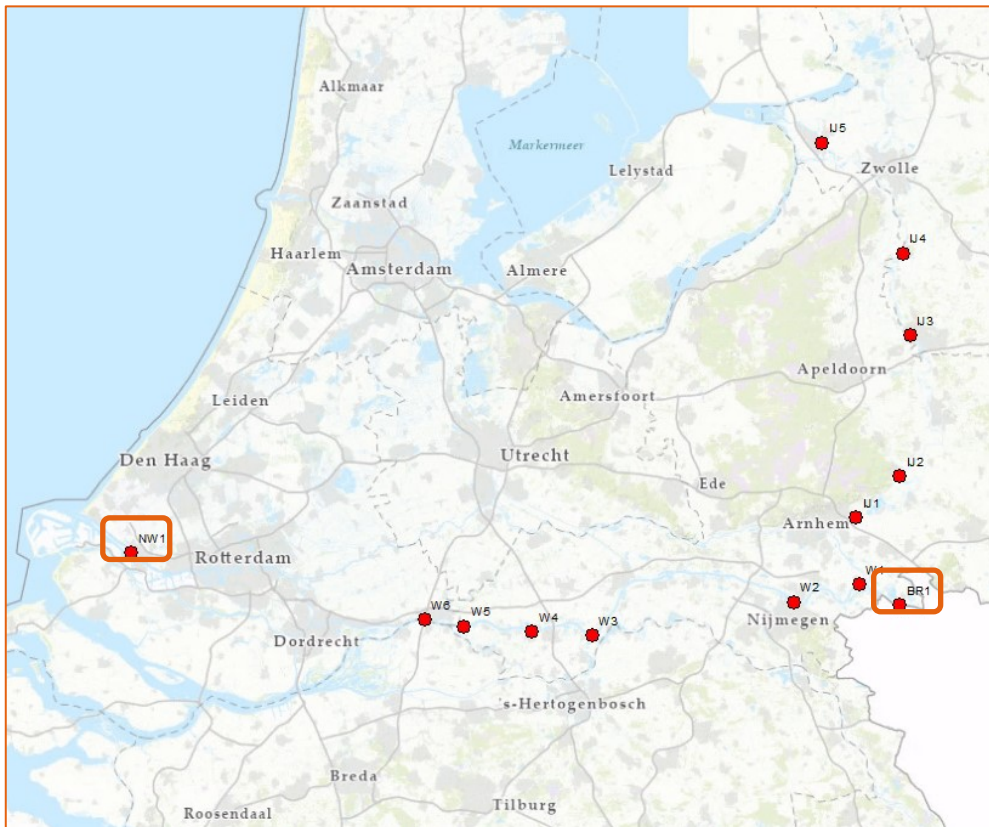 Alkmaar
IJ5
Markermeer
Lelystad
Zwolle
Zaanstad
IJ4
Haarlem
Amsterdam
Almere
IJ3
Apeldoorn
Amersfoort
Leiden
Utrecht
Den Haag
IJ2
Ede
IJ1
Arnhem
NW1
Rotterdam
W1
BR1
W2
W6
W5
W4
W3
Nijmegen
Dordrecht
's-Hertogenbosch
Breda
Tilburg
Roosendaal